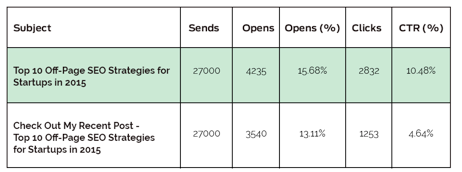 Subject Sends Opens Opens (%) Clicks CTR (%)
Top 10 Off-Page SEO Strategies for
Startups in 2015 27000 4235 15.68% 2832 10.48%
Check Out My Recent Post -
Top 10 Off-Page SEO Strategies
for Startups in 2015 27000 3540 13.11% 1253 4.64%